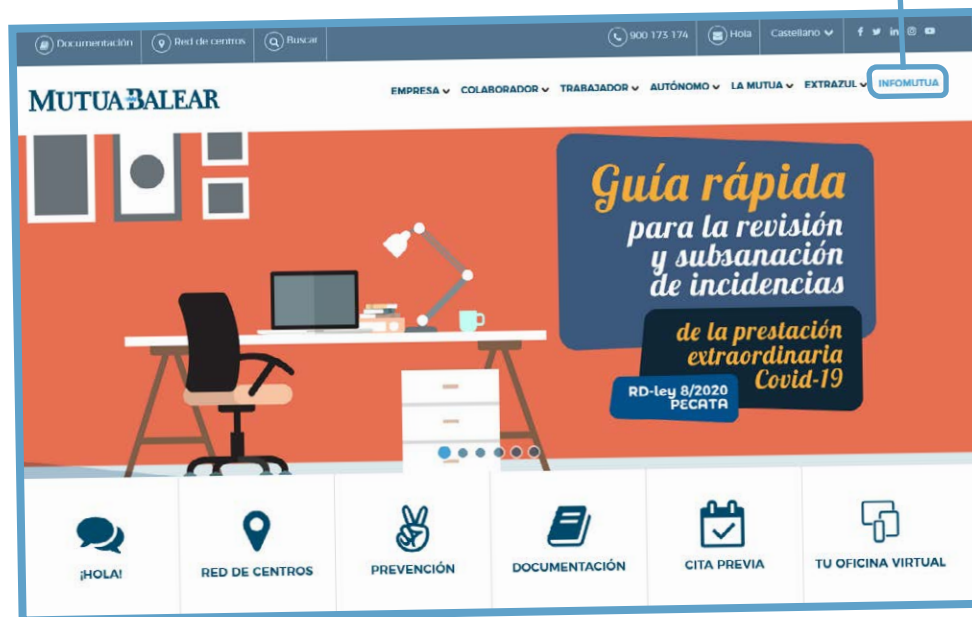 Documentación
Red de centros
Buscar
900 173 174
Hola
Castellano
MUTUA BALEAR
EMPRESA
COLABORADOR
TRABAJADOR
AUTÓNOMO
LA MUTUA
EXTRAZUL
INFOMUTUA
Guía rápida
para la revisión
y subsanación
de incidencias
de la prestación
extraordinaria
Covid-19
RD-ley 8/2020
PECATA
¡HOLA!
RED DE CENTROS
PREVENCIÓN
DOCUMENTACIÓN
CITA PREVIA
TU OFICINA VIRTUAL